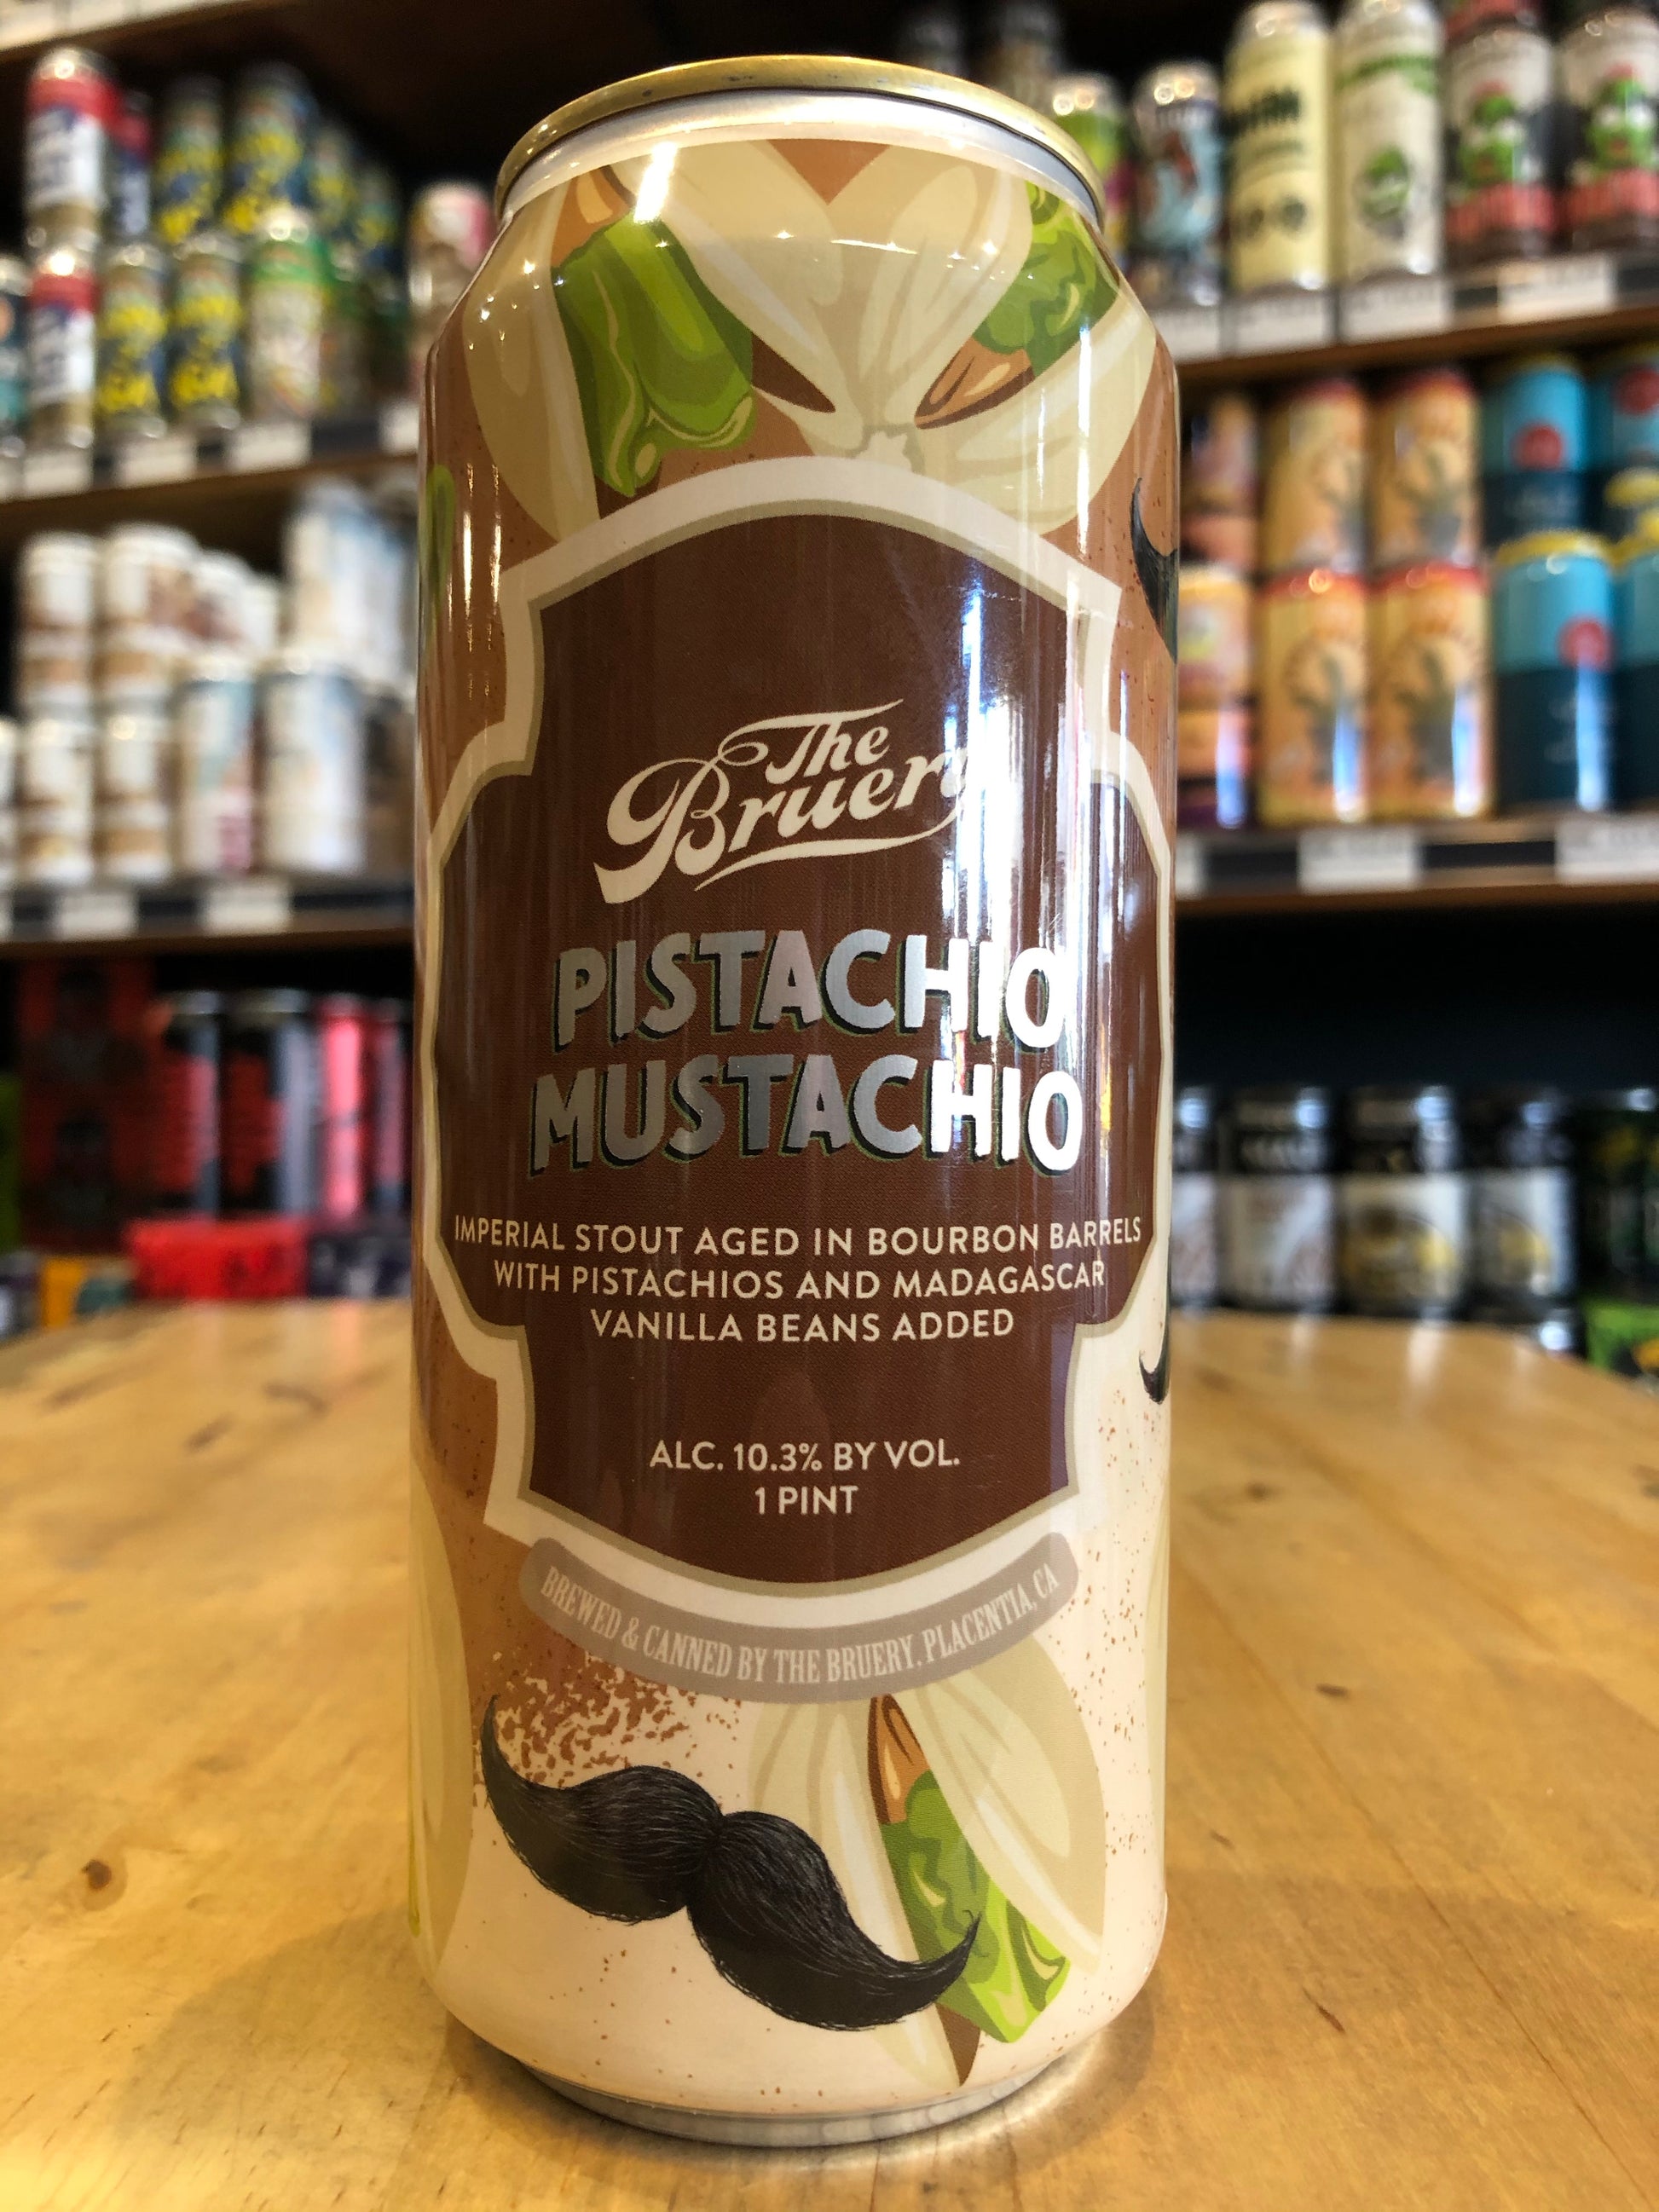 The
Bruery
PISTACHIO
MUSTACHIO
IMPERIAL STOUT AGED IN BOURBON BARRELS
WITH PISTACHIOS AND MADAGASCAR
VANILLA BEANS ADDED
ALC. 10.3% BY VOL.
1 PINT
BREWED & CANNED BY THE BRUERY, PLACENTIA, CA